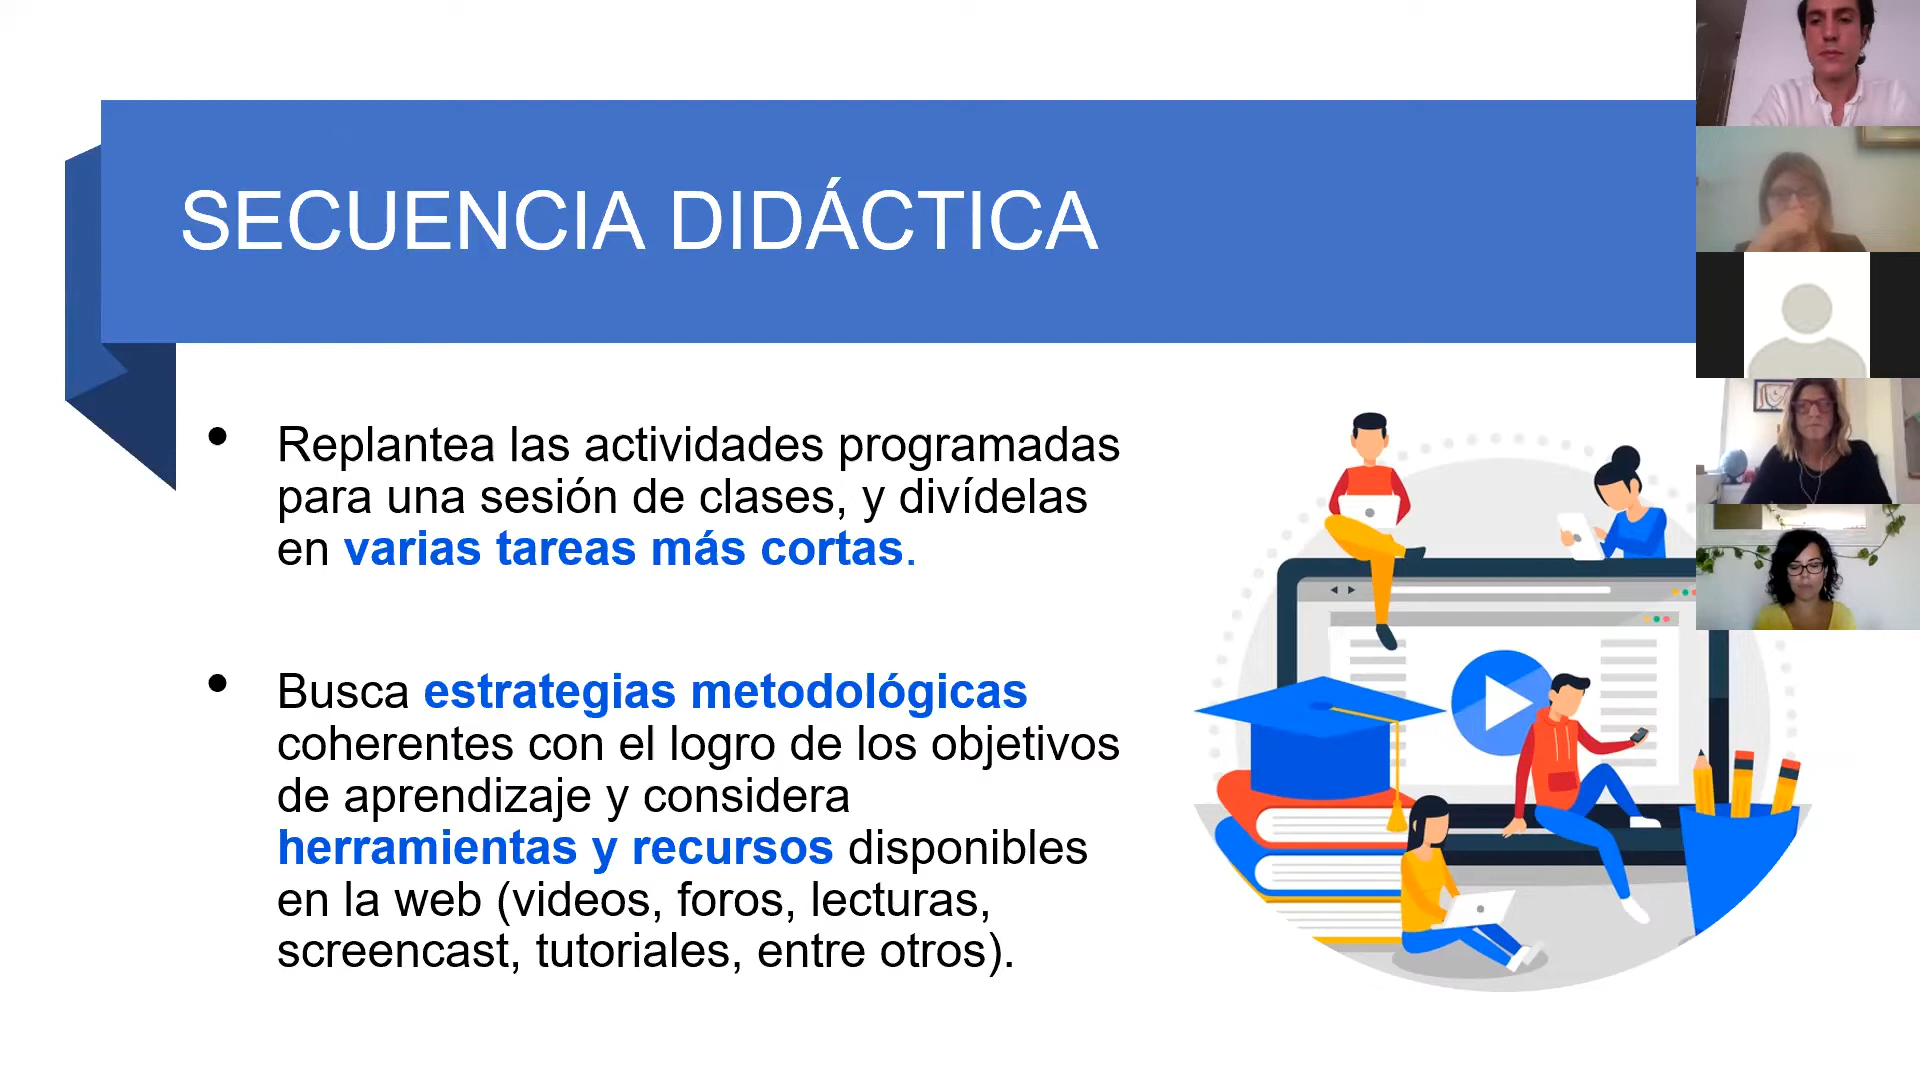 SECUENCIA DIDÁCTICA
• Replantea las actividades programadas
para una sesión de clases, y divídelas
en varias tareas más cortas.
• Busca estrategias metodológicas
coherentes con el logro de los objetivos
de aprendizaje y considera
herramientas y recursos disponibles
en la web (videos, foros, lecturas,
screencast, tutoriales, entre otros).